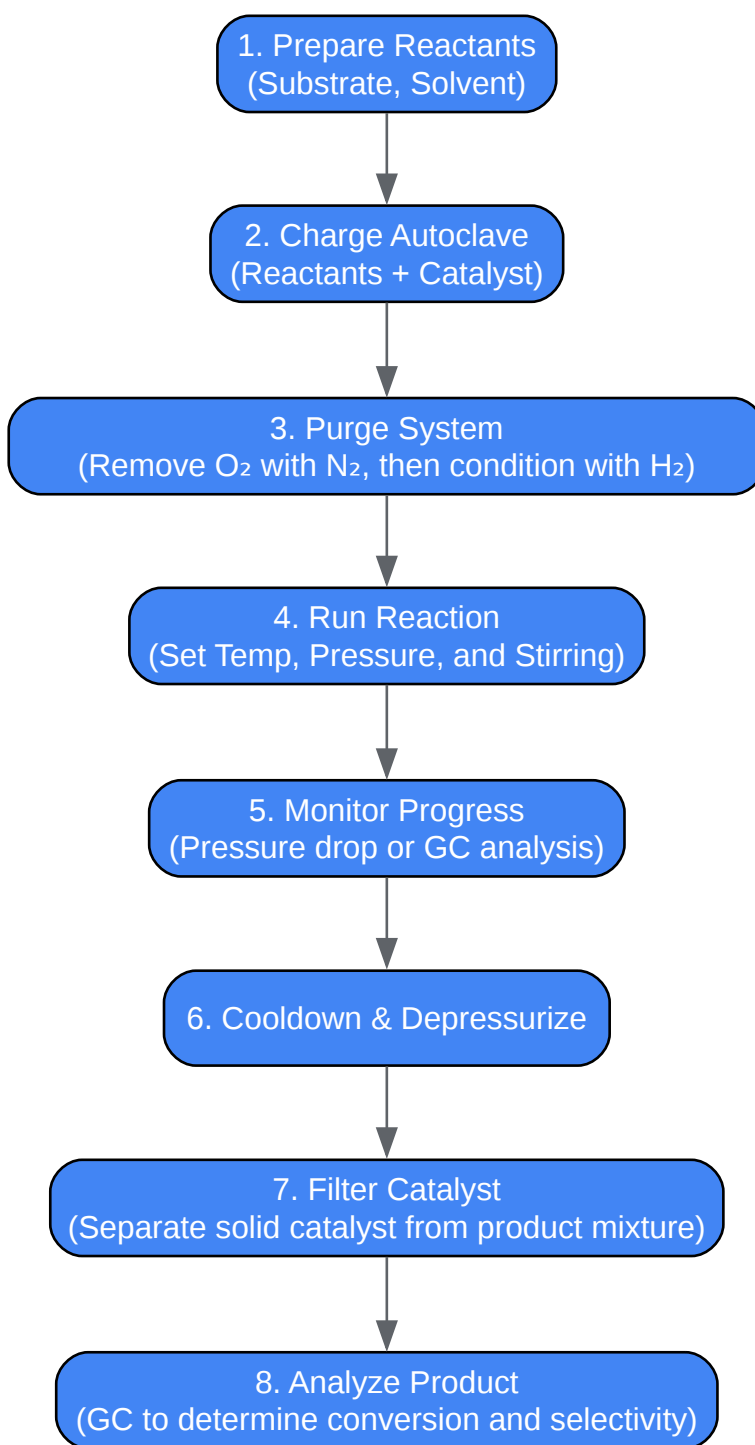 1. Prepare Reactants
(Substrate, Solvent)
2. Charge Autoclave
(Reactants + Catalyst)
3. Purge System
(Remove O₂ with N₂, then condition with H₂)
4. Run Reaction
(Set Temp, Pressure, and Stirring)
5. Monitor Progress
(Pressure drop or GC analysis)
6. Cooldown & Depressurize
7. Filter Catalyst
(Separate solid catalyst from product mixture)
8. Analyze Product
(GC to determine conversion and selectivity)